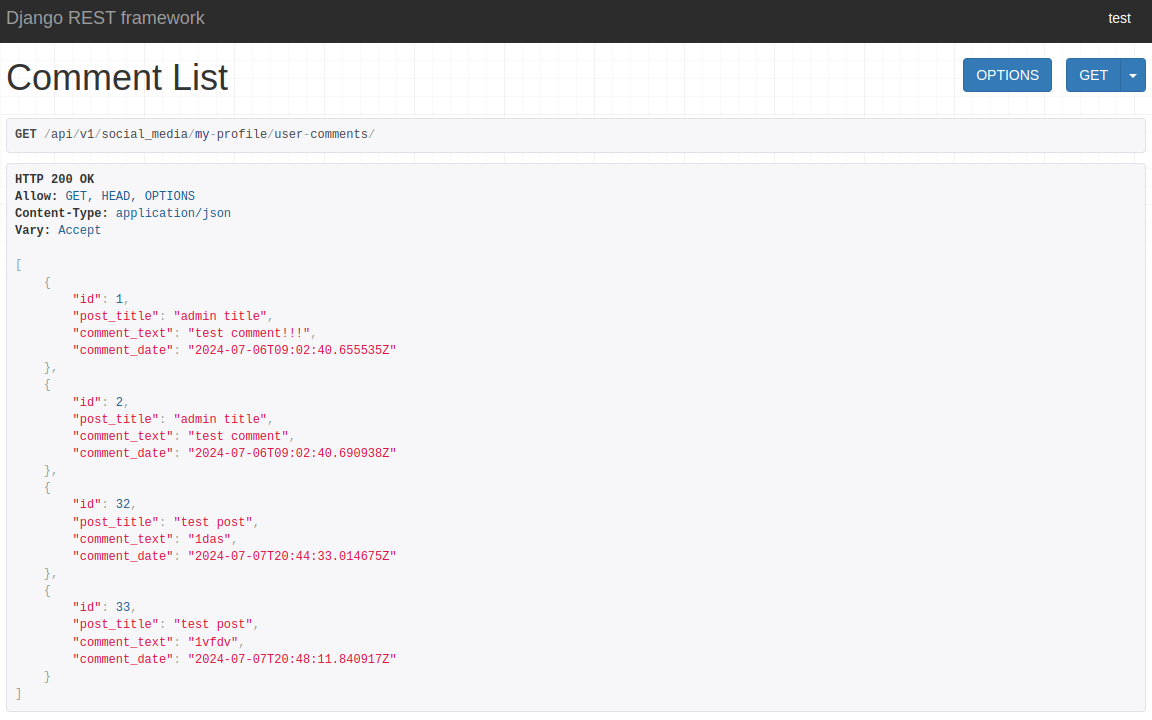 Django REST framework
test
Comment List
OPTIONS
GET
GET /api/v1/social_media/my-profile/user-comments/
HTTP 200 OK
Allow: GET, HEAD, OPTIONS
Content-Type: application/json
Vary: Accept
[
    {
        "id": 1,
        "post_title": "admin title",
        "comment_text": "test comment!!!",
        "comment_date": "2024-07-06T09:02:40.655535Z"
    },
    {
        "id": 2,
        "post_title": "admin title",
        "comment_text": "test comment",
        "comment_date": "2024-07-06T09:02:40.690938Z"
    },
    {
        "id": 32,
        "post_title": "test post",
        "comment_text": "1das",
        "comment_date": "2024-07-07T20:44:33.014675Z"
    },
    {
        "id": 33,
        "post_title": "test post",
        "comment_text": "1vfdv",
        "comment_date": "2024-07-07T20:48:11.840917Z"
    }
]